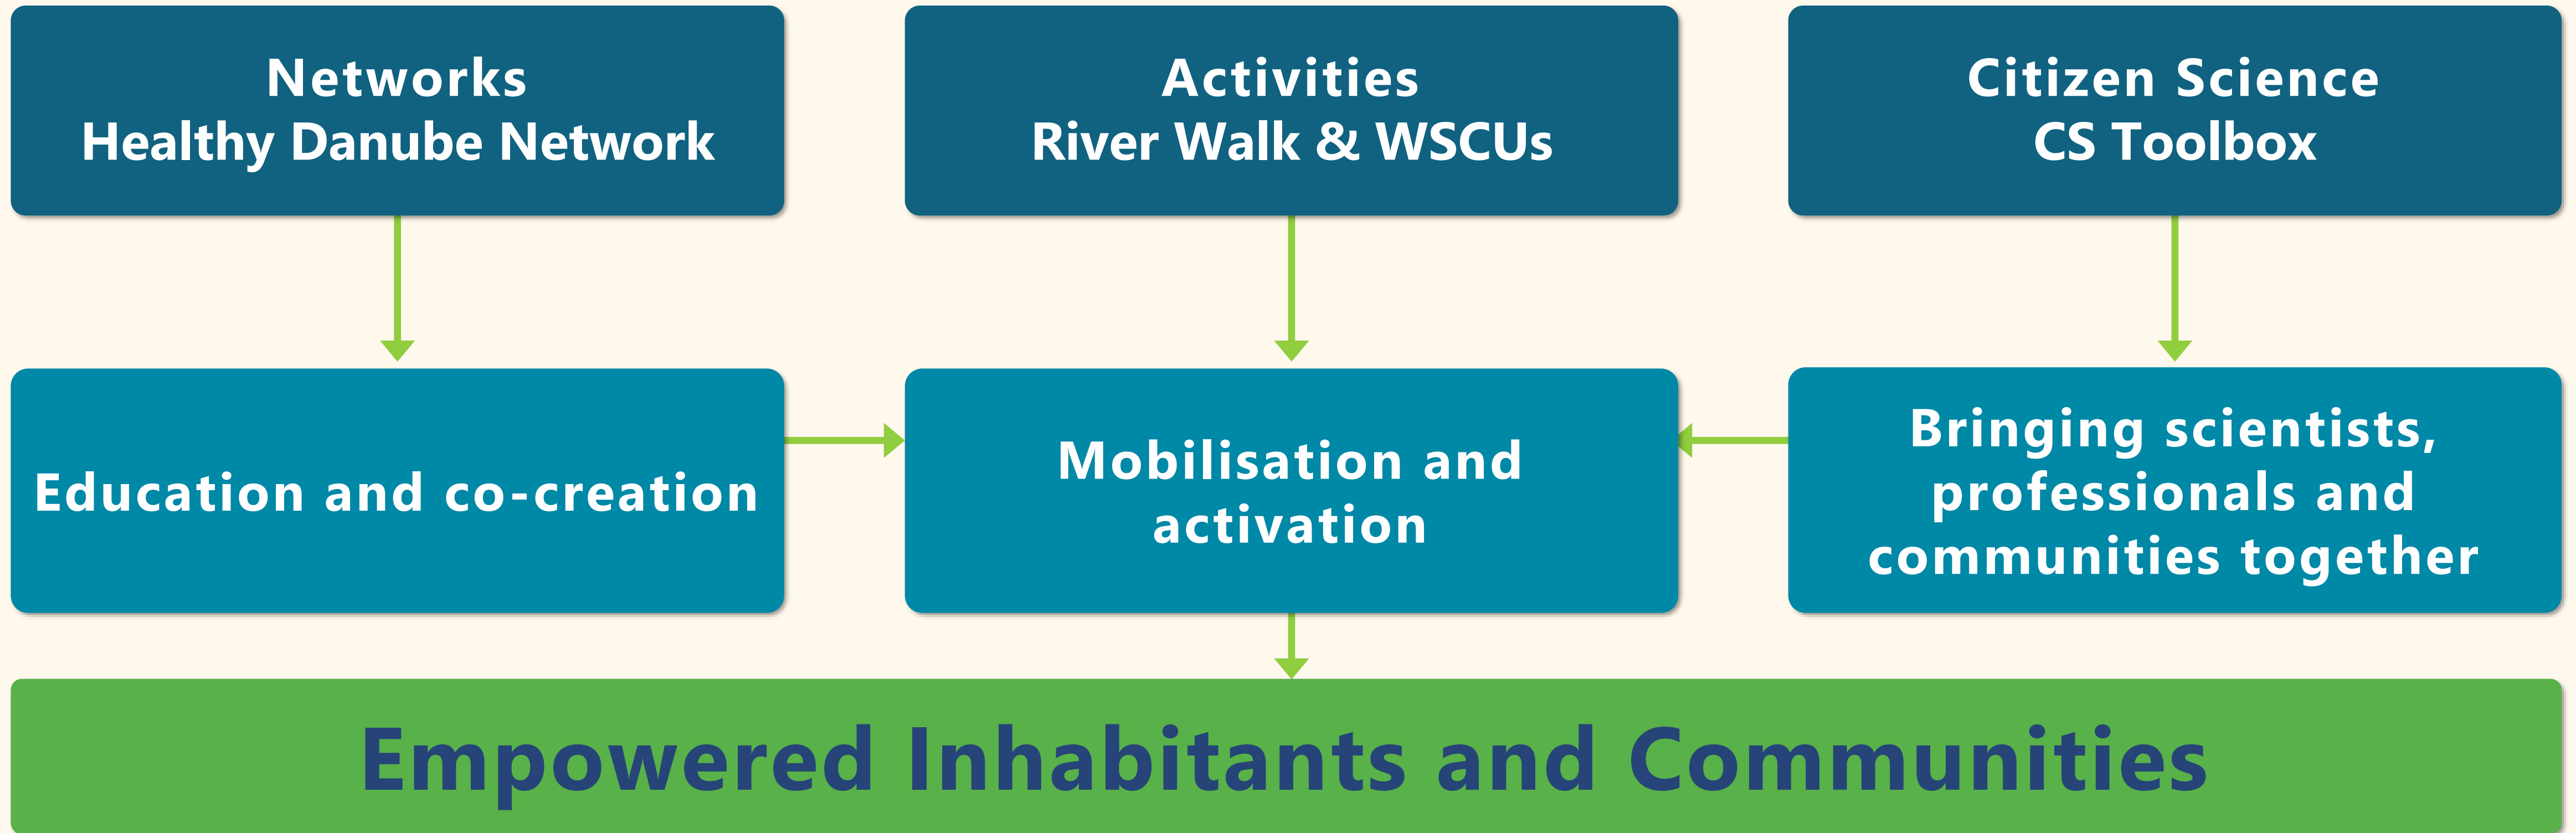 Networks
Healthy Danube Network
Activities
River Walk & WSCUs
Citizen Science
CS Toolbox
Education and co-creation
Mobilisation and
activation
Bringing scientists,
professionals and
communities together
Empowered Inhabitants and Communities